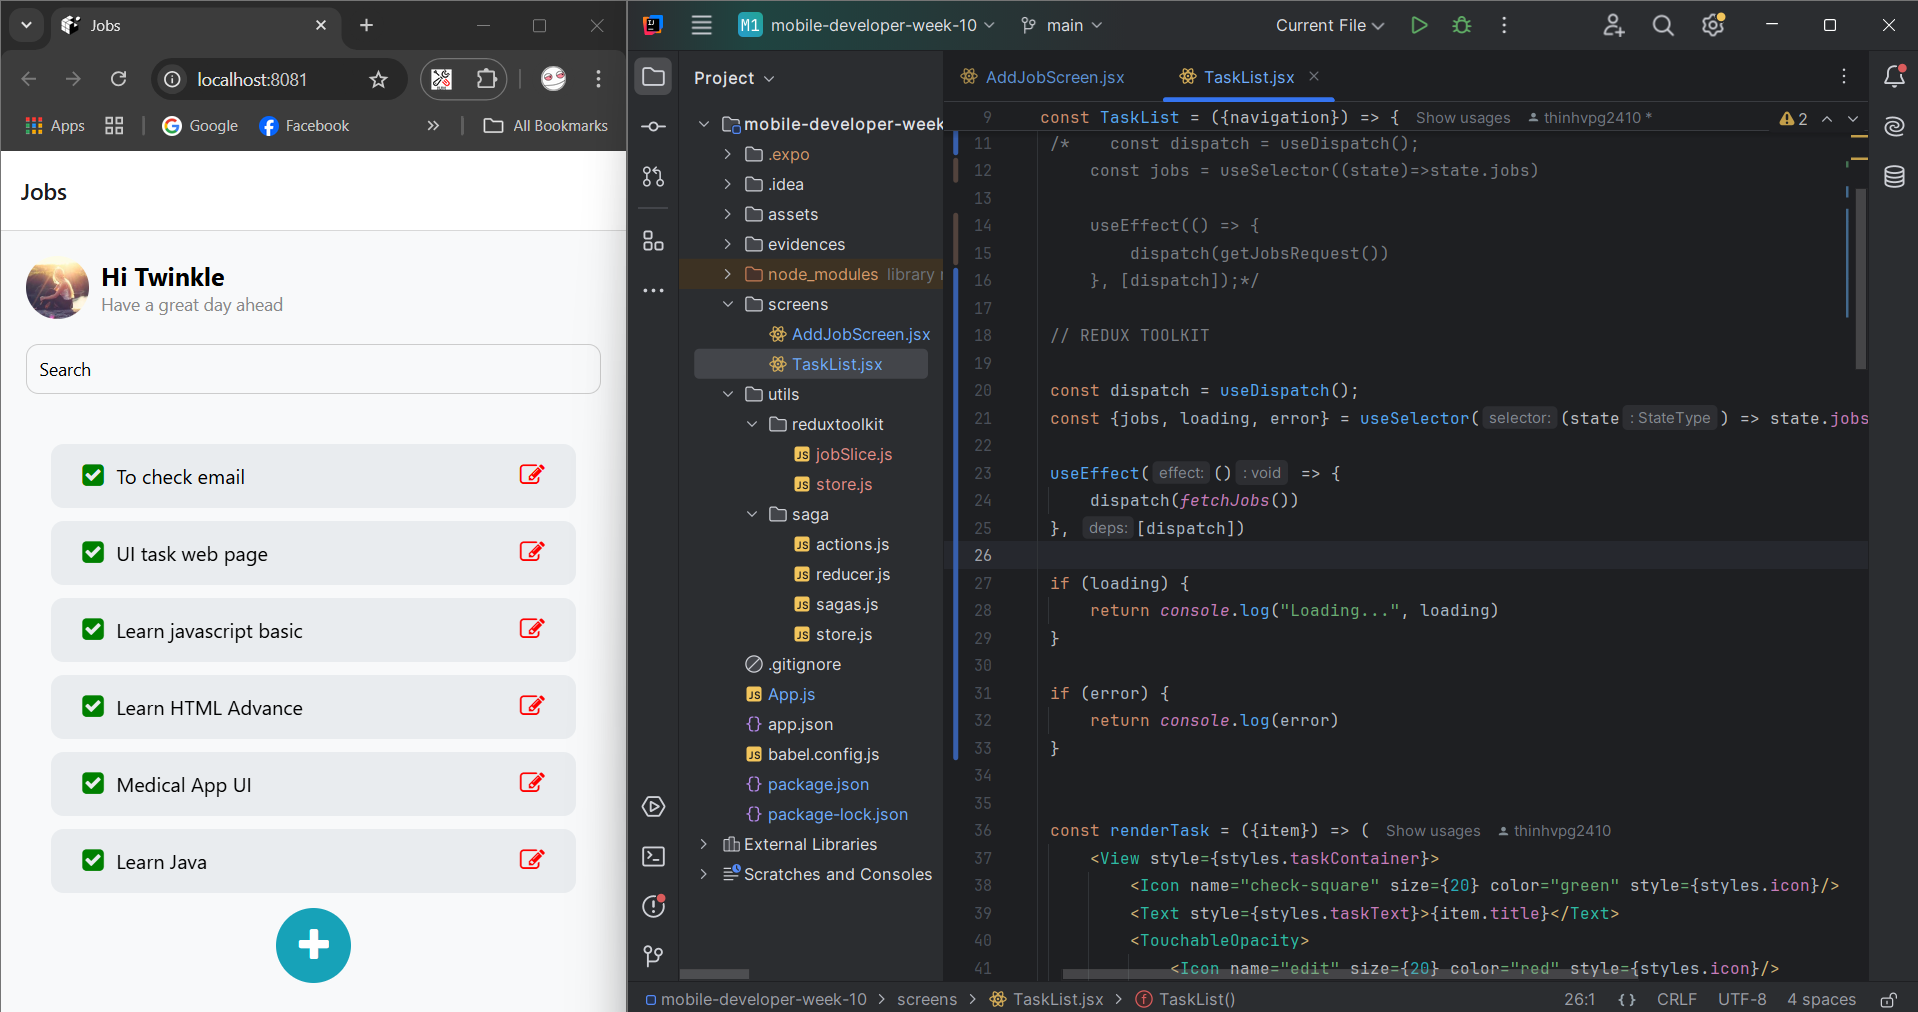 Jobs
localhost:8081
Apps
Google
Facebook
All Bookmarks
Jobs
Hi Twinkle
Have a great day ahead
Search
To check email
UI task web page
Learn javascript basic
Learn HTML Advance
Medical App UI
Learn Java
M1 mobile-developer-week-10
main
Current File
Project
mobile-developer-week
.expo
.idea
assets
evidences
node_modules library
screens
AddJobScreen.jsx
TaskList.jsx
utils
reduxtoolkit
JS jobSlice.js
JS store.js
saga
JS actions.js
JS reducer.js
JS sagas.js
JS store.js
.gitignore
JS App.js
{} app.json
JS babel.config.js
{} package.json
{} package-lock.json
External Libraries
Scratches and Consoles
AddJobScreen.jsx
TaskList.jsx
9 const TaskList = ({navigation}) => { Show usages thinhvpg2410 *
2
11 /* const dispatch = useDispatch();
12 const jobs = useSelector((state)=>state.jobs)
13
14 useEffect(() => {
15 dispatch(getJobsRequest())
16 }, [dispatch]);*/
17
18 // REDUX TOOLKIT
19
20 const dispatch = useDispatch();
21 const {jobs, loading, error} = useSelector( selector: (state : StateType ) => state.jobs
22
23 useEffect( effect: () : void => {
24 dispatch(fetchJobs())
25 }, deps: [dispatch])
26
27 if (loading) {
28 return console.log("Loading...", loading)
29 }
30
31 if (error) {
32 return console.log(error)
33 }
34
35
36 const renderTask = ({item}) => ( Show usages thinhvpg2410
37 <View style={styles.taskContainer}>
38 <Icon name="check-square" size={20} color="green" style={styles.icon}/>
39 <Text style={styles.taskText}>{item.title}</Text>
40 <TouchableOpacity>
41 <Icon name="edit" size={20} color="red" style={styles.icon}/>
mobile-developer-week-10 > screens > TaskList.jsx > f TaskList()
26:1 {} CRLF UTF-8 4 spaces